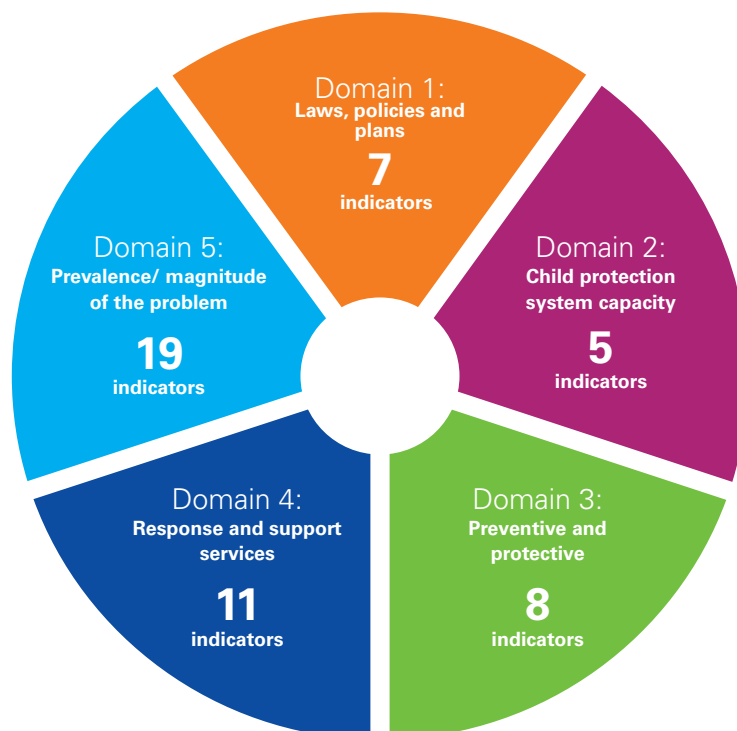 Domain 1:
Laws, policies and
plans
7
indicators
Domain 2:
Child protection
system capacity
5
indicators
Domain 3:
Preventive and
protective
8
indicators
Domain 4:
Response and support
services
11
indicators
Domain 5:
Prevalence/ magnitude
of the problem
19
indicators